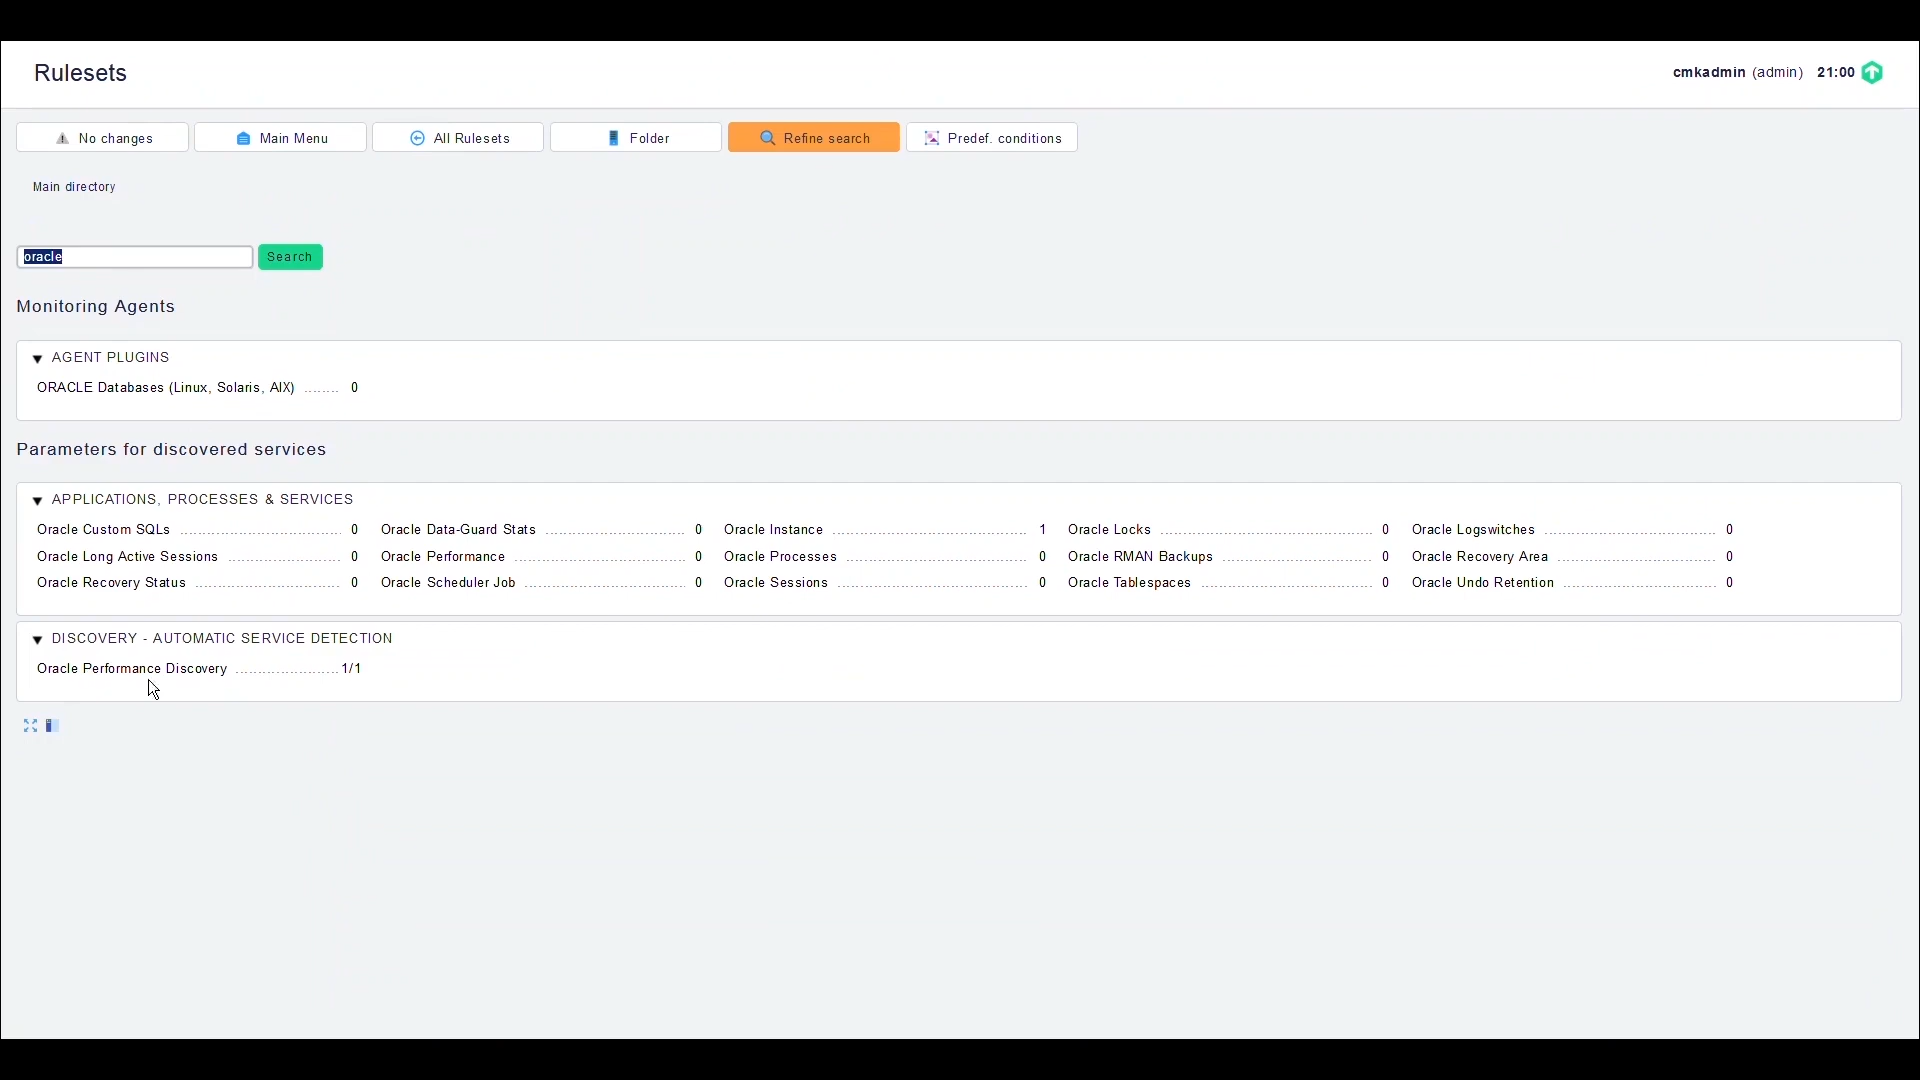 Rulesets
cmkadmin (admin) 21:00
No changes Main Menu All Rulesets Folder Refine search Predef. conditions
Main directory
oracle Search
Monitoring Agents
AGENT PLUGINS
ORACLE Databases (Linux, Solaris, AIX) 0
Parameters for discovered services
APPLICATIONS, PROCESSES & SERVICES
Oracle Custom SQLs 0 Oracle Data-Guard Stats 0 Oracle Instance 1 Oracle Locks 0 Oracle Logswitches 0
Oracle Long Active Sessions 0 Oracle Performance 0 Oracle Processes 0 Oracle RMAN Backups 0 Oracle Recovery Area 0
Oracle Recovery Status 0 Oracle Scheduler Job 0 Oracle Sessions 0 Oracle Tablespaces 0 Oracle Undo Retention 0
DISCOVERY - AUTOMATIC SERVICE DETECTION
Oracle Performance Discovery 1/1